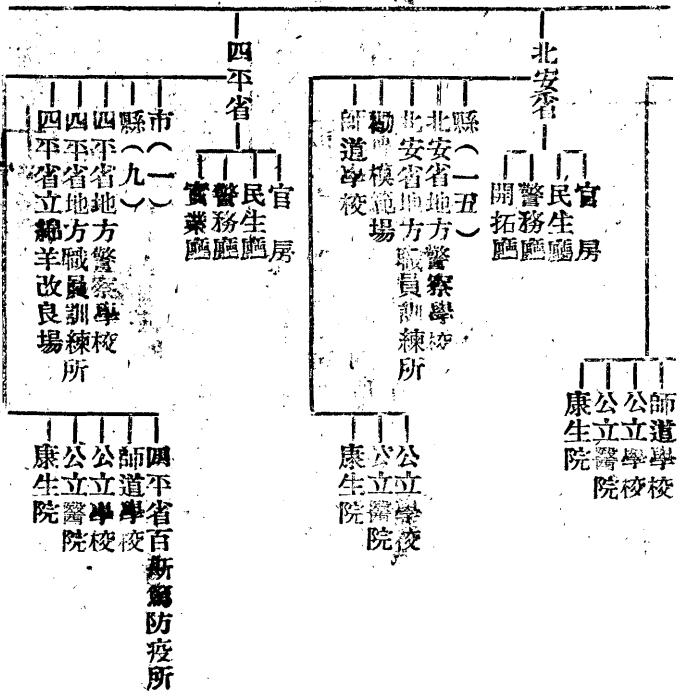 師道學校
公立學校
公立醫院
康生院
北安省
官房
民生廳
警務廳
開拓廳
縣(一五)
北安省地方警察學校
北安省地方職員訓練所
勸農模範場
師道學校
公立學校
公立醫院
康生院
四平省
官房
民生廳
警務廳
實業廳
市(一)
縣(九)
四平省地方警察學校
四平省地方職員訓練所
四平省立緬羊改良場
四平省百斯篤防疫所
師道學校
公立學校
公立醫院
康生院